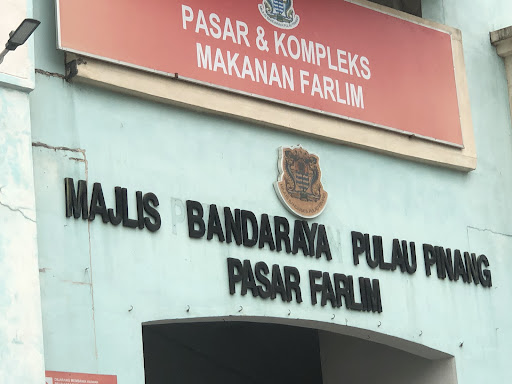 PASAR & KOMPLEKS
MAKANAN FARLIM
MAJLIS BANDARAYA PULAU PINANG
PASAR FARLIM